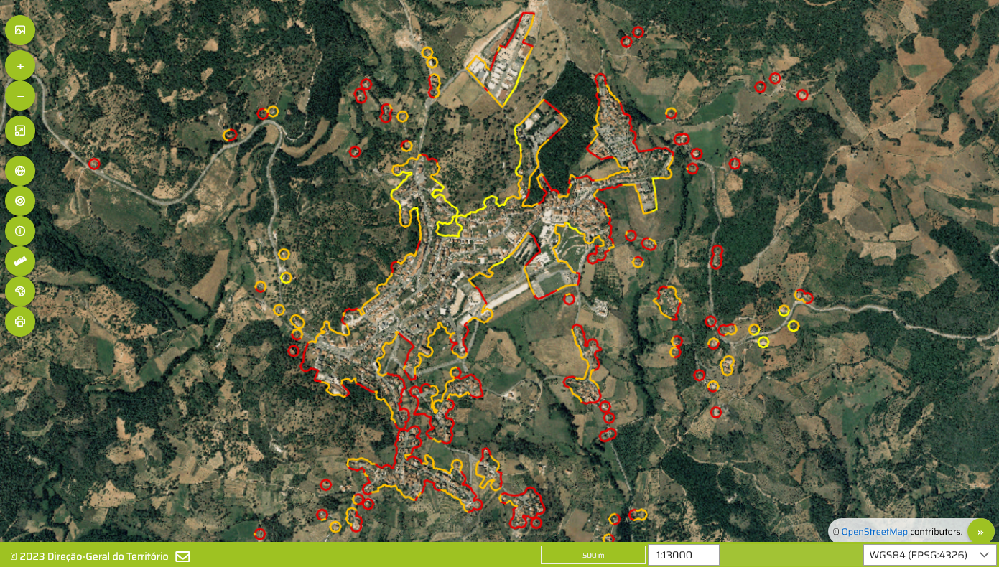 © OpenStreetMap contributors.
»
© 2023 Direção-Geral do Território
500 m
1:13000
WGS84 (EPSG:4326)